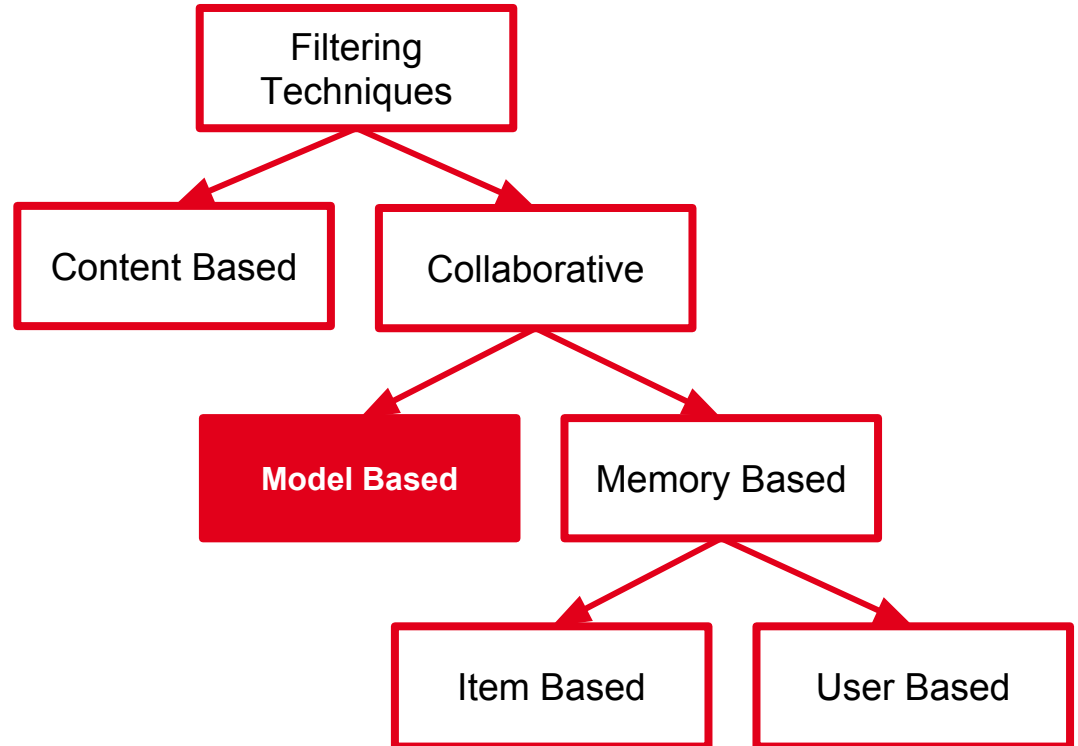 Filtering
Techniques
Content Based
Collaborative
Model Based
Memory Based
Item Based
User Based